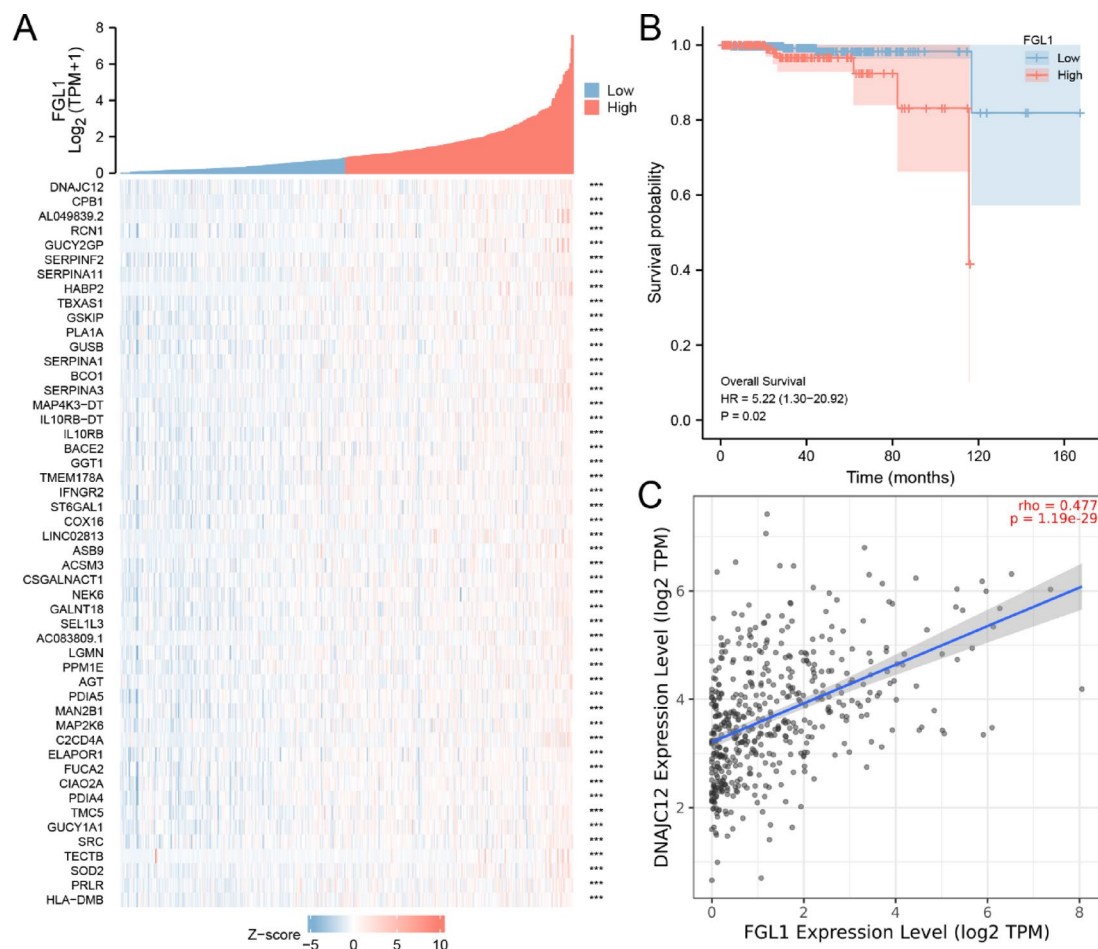 A
FGL1
Log2 (TPM+1)
8
6
4
2
0
Low
High
DNAJC12 ***
CPB1 ***
AL049839.2 ***
RCN1 ***
GUCY2GP ***
SERPINF2 ***
SERPINA11 ***
HABP2 ***
TBXAS1 ***
GSKIP ***
PLA1A ***
GUSB ***
SERPINA1 ***
BCO1 ***
SERPINA3 ***
MAP4K3-DT ***
IL10RB-DT ***
IL10RB ***
BACE2 ***
GGT1 ***
TMEM178A ***
IFNGR2 ***
ST6GAL1 ***
COX16 ***
LINC02813 ***
ASB9 ***
ACSM3 ***
CSGALNACT1 ***
NEK6 ***
GALNT18 ***
SEL1L3 ***
AC083809.1 ***
LGMN ***
PPM1E ***
AGT ***
PDIA5 ***
MAN2B1 ***
MAP2K6 ***
C2CD4A ***
ELAPOR1 ***
FUCA2 ***
CIAO2A ***
PDIA4 ***
TMC5 ***
GUCY1A1 ***
SRC ***
TECTB ***
SOD2 ***
PRLR ***
HLA-DMB ***
Z-score
−5 0 5 10
B
FGL1
Low
High
Survival probability
1.0
0.8
0.6
0.4
0.2
0.0
Overall Survival
HR = 5.22 (1.30−20.92)
P = 0.02
0 40 80 120 160
Time (months)
C
rho = 0.477
p = 1.19e-29
DNAJC12 Expression Level (log2 TPM)
6
4
2
0 2 4 6 8
FGL1 Expression Level (log2 TPM)